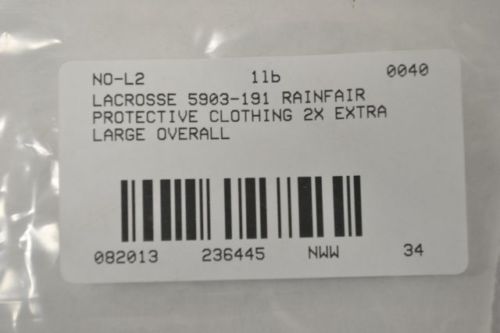 NO-L2 1lb 0040
LACROSSE 5903-191 RAINFAIR
PROTECTIVE CLOTHING 2X EXTRA
LARGE OVERALL
082013 236445 NWW 34